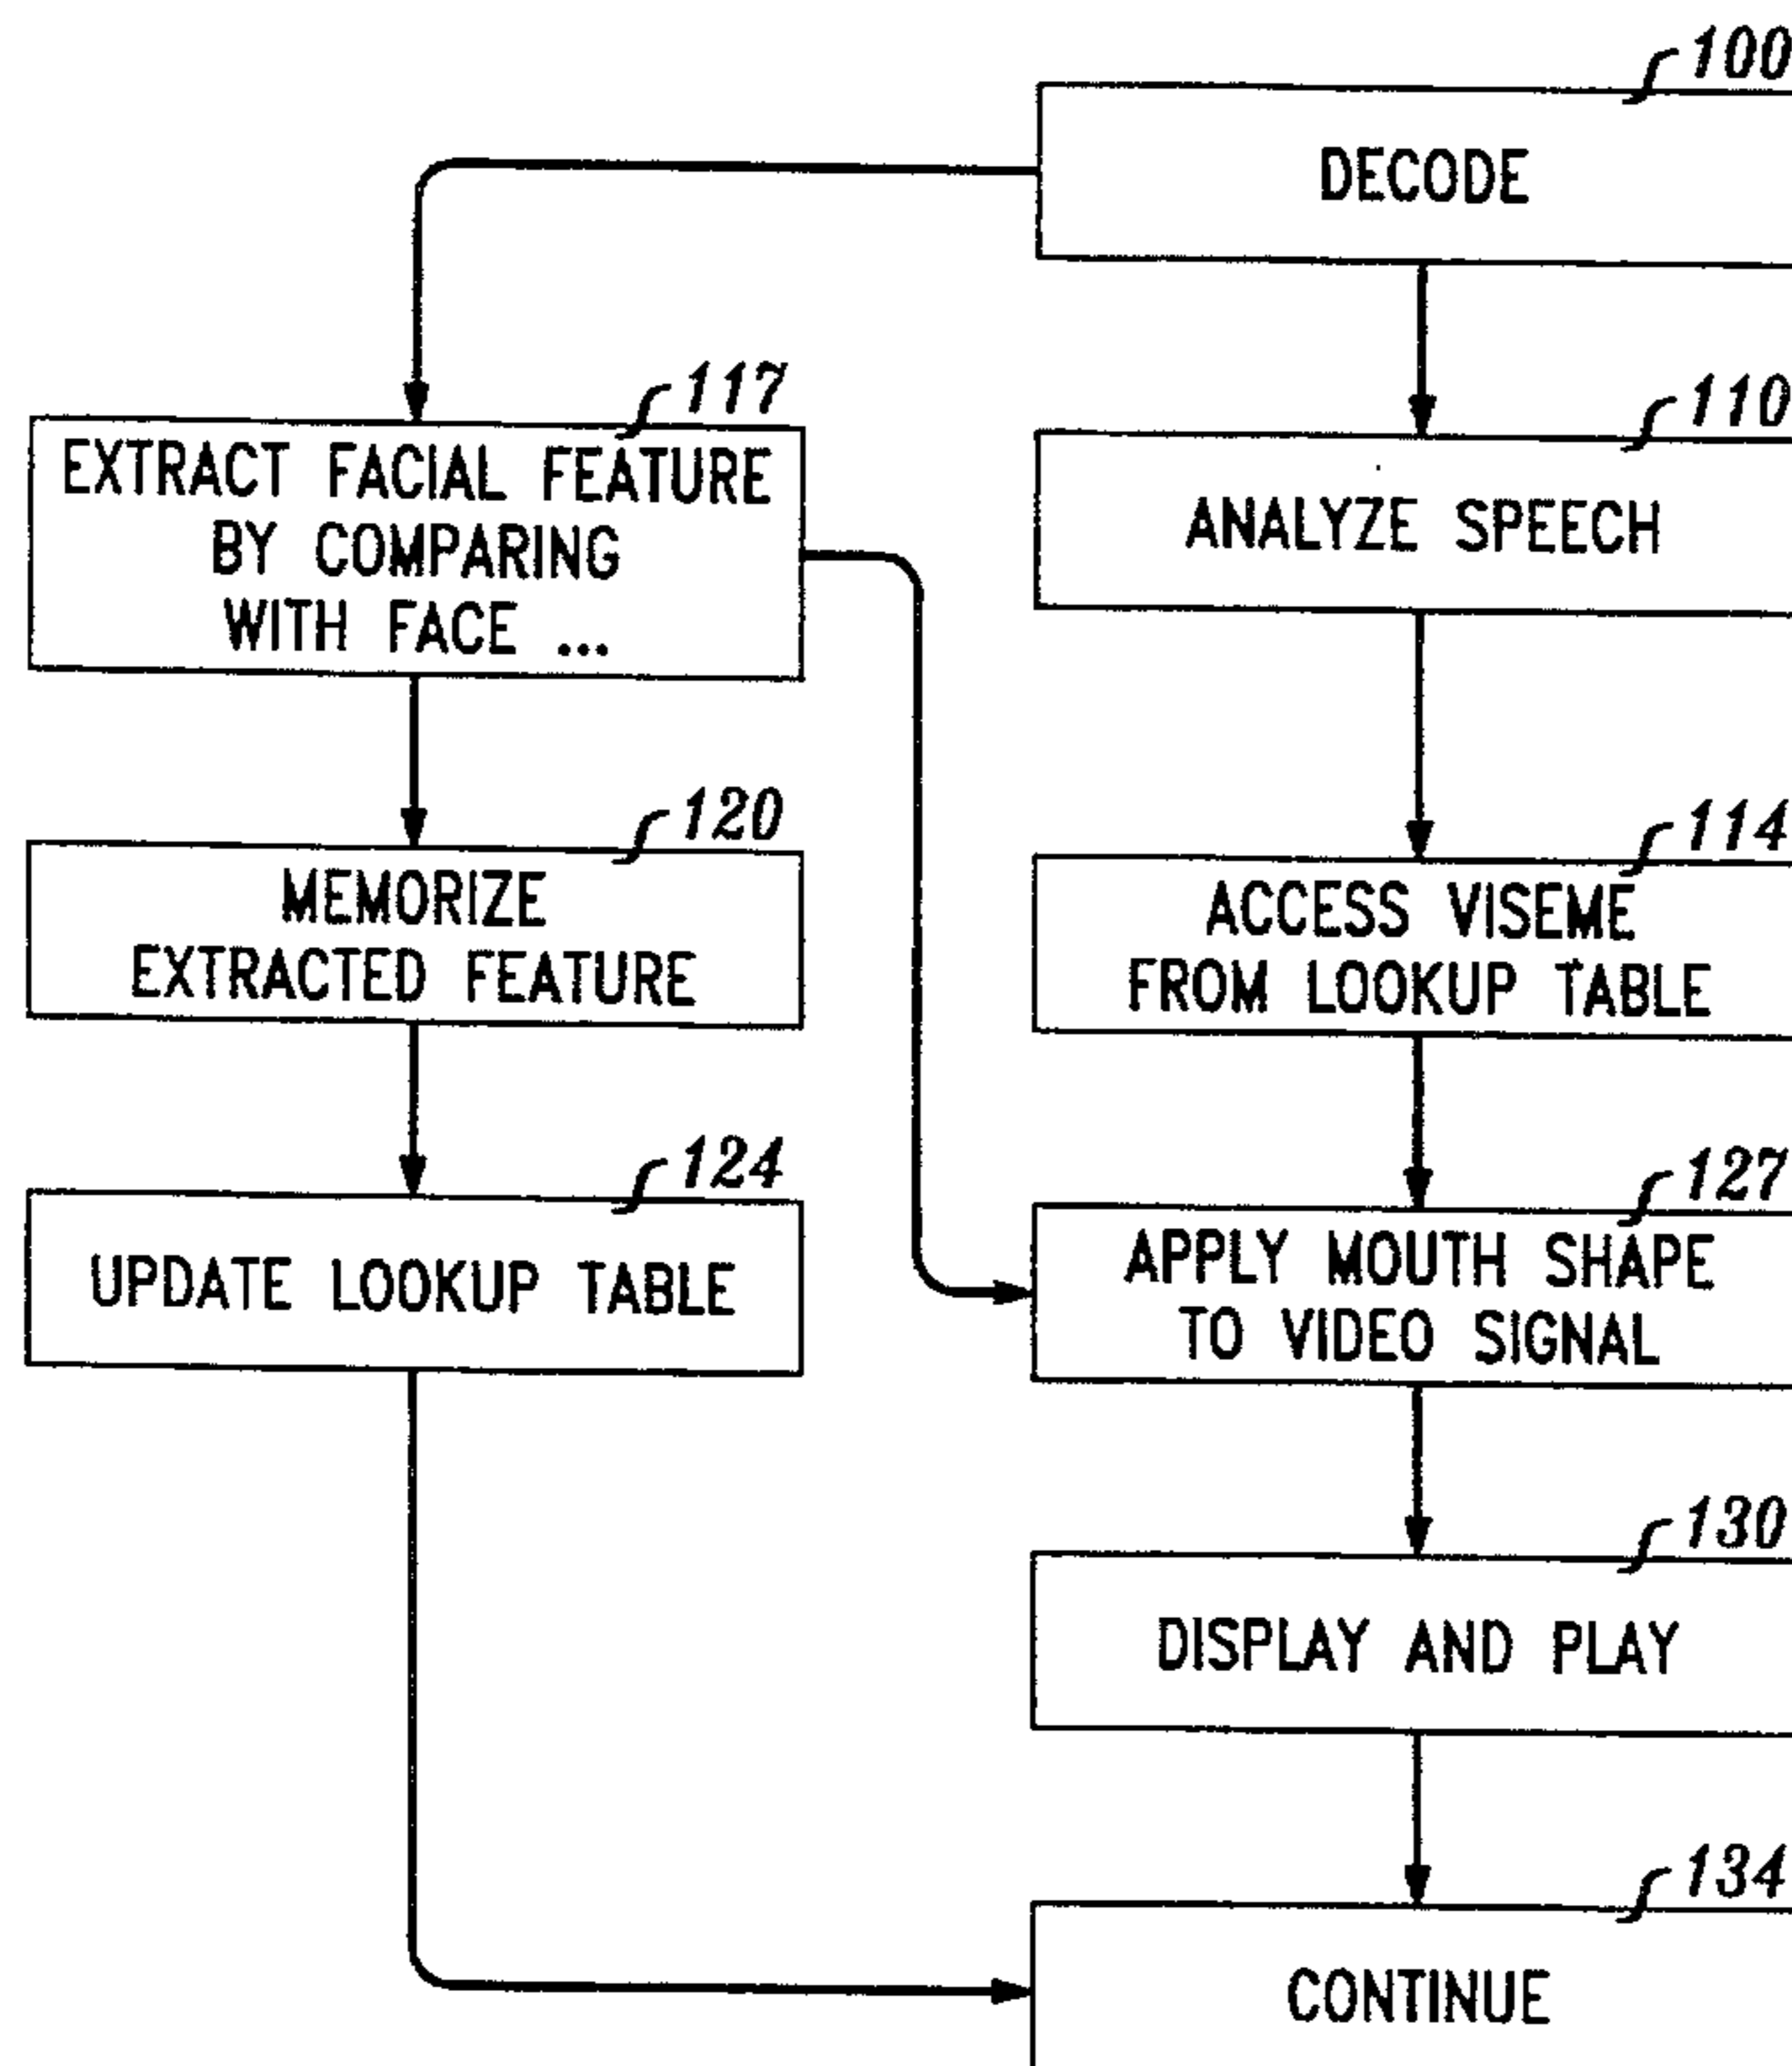 100
DECODE
117
EXTRACT FACIAL FEATURE
BY COMPARING
WITH FACE ...
110
ANALYZE SPEECH
120
MEMORIZE
EXTRACTED FEATURE
114
ACCESS VISEME
FROM LOOKUP TABLE
124
UPDATE LOOKUP TABLE
127
APPLY MOUTH SHAPE
TO VIDEO SIGNAL
130
DISPLAY AND PLAY
134
CONTINUE